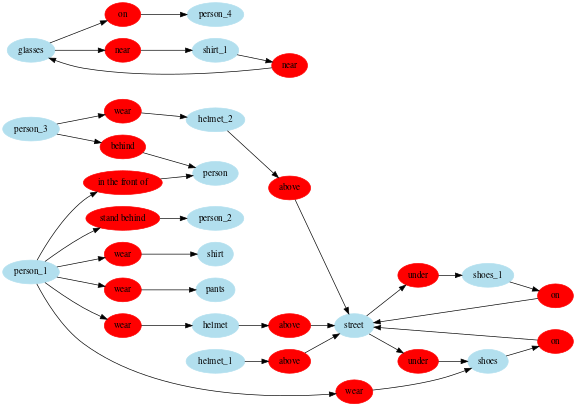 on
person_4
glasses
near
shirt_1
near
wear
helmet_2
person_3
behind
person
in the front of
above
stand behind
person_2
wear
shirt
person_1
under
shoes_1
wear
pants
on
wear
helmet
above
street
on
helmet_1
above
under
shoes
wear